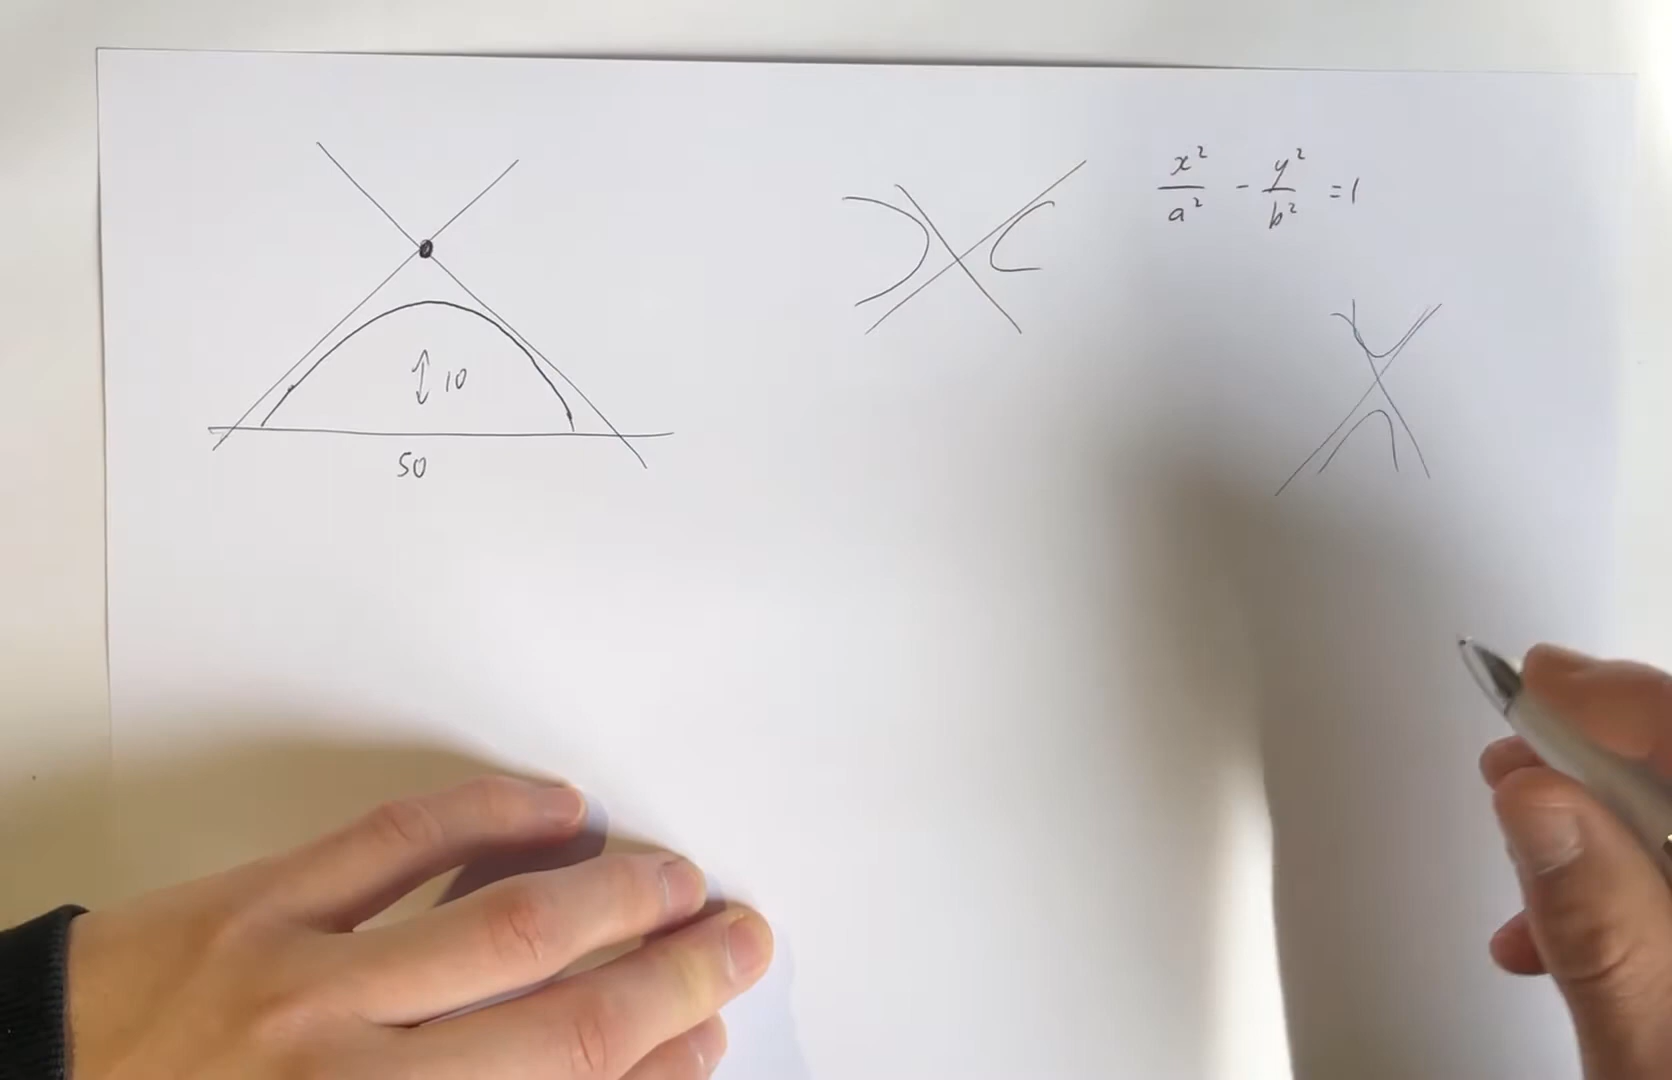 x²/a² - y²/b² = 1
10
50